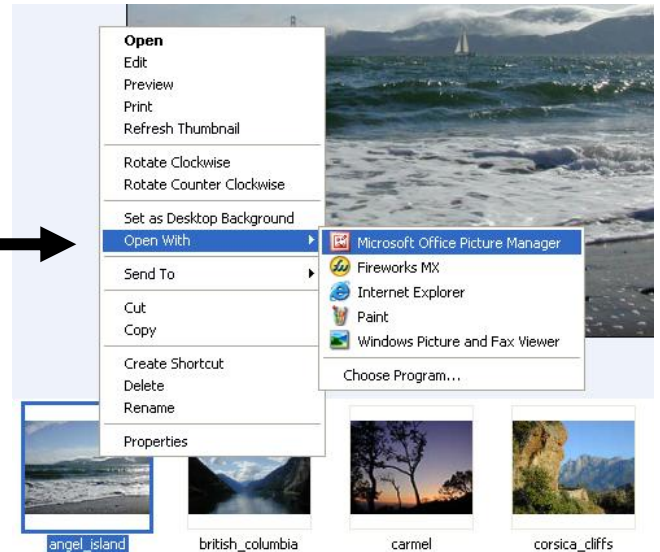 Open
Edit
Preview
Print
Refresh Thumbnail
Rotate Clockwise
Rotate Counter Clockwise
Set as Desktop Background
Open With
Send To
Cut
Copy
Create Shortcut
Delete
Rename
Properties
Microsoft Office Picture Manager
Fireworks MX
Internet Explorer
Paint
Windows Picture and Fax Viewer
Choose Program...
angel_island
british_columbia
carmel
corsica_cliffs